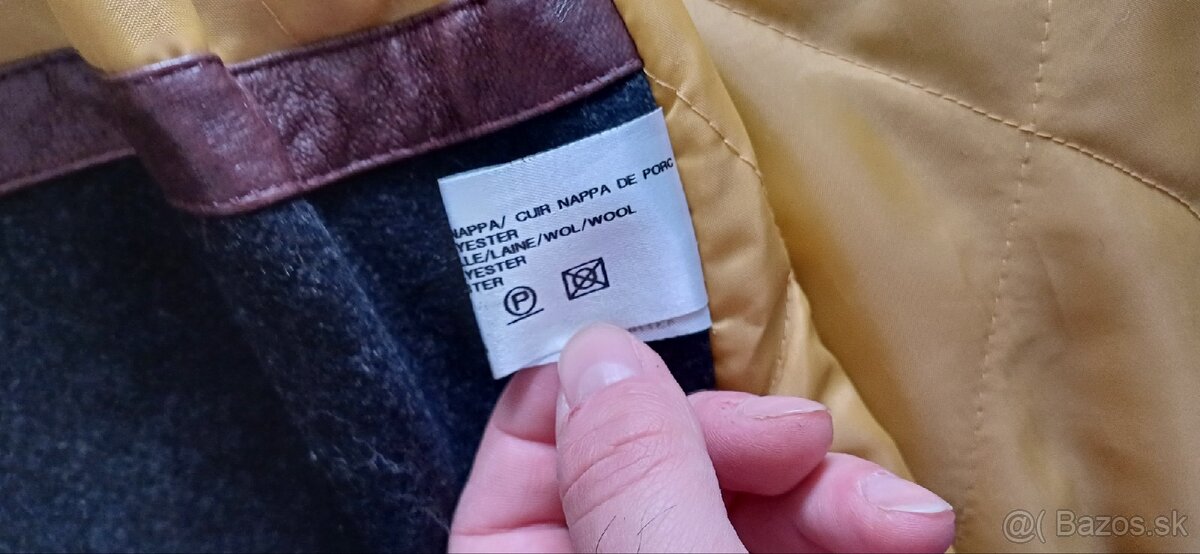 NAPPA/ CUIR NAPPA DE PORC
YESTER
LLE/LAINE/WOL/WOOL
YESTER
STER
P
@( Bazos.sk